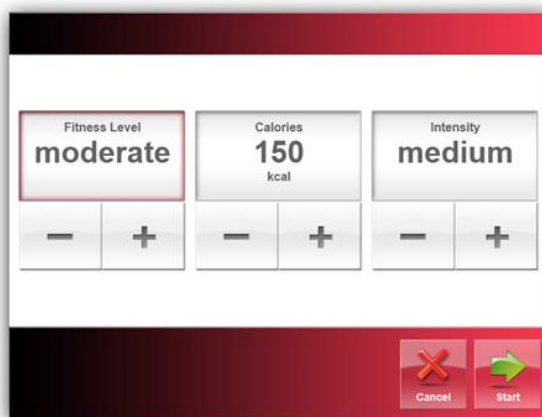 Fitness Level
moderate
Calories
150
kcal
Intensity
medium
− +
− +
− +
Cancel
Start